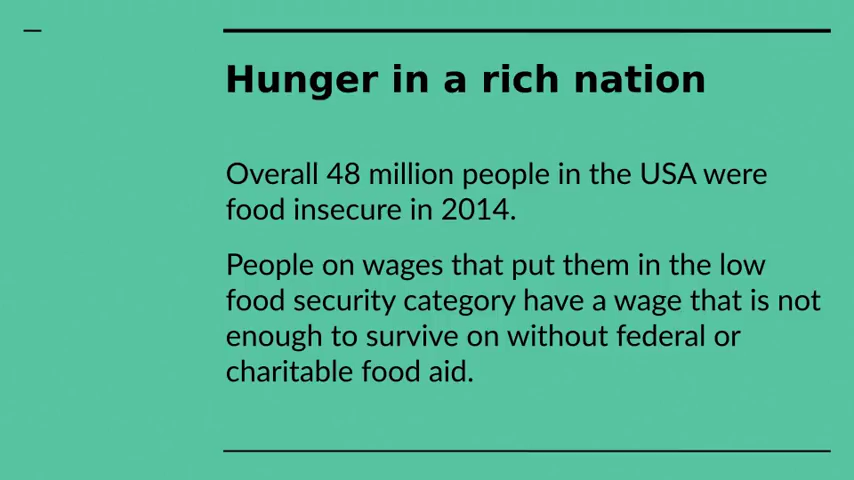 Hunger in a rich nation
Overall 48 million people in the USA were
food insecure in 2014.
People on wages that put them in the low
food security category have a wage that is not
enough to survive on without federal or
charitable food aid.